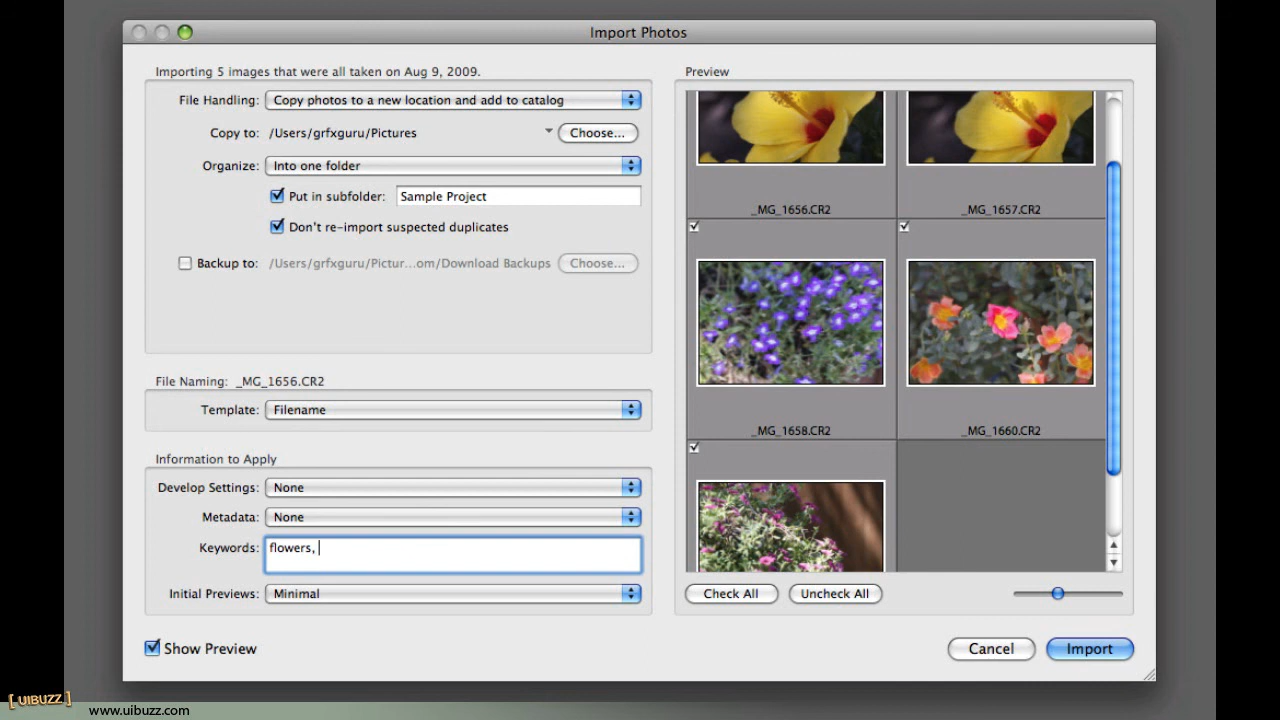 Import Photos
Importing 5 images that were all taken on Aug 9, 2009.
File Handling: Copy photos to a new location and add to catalog
Copy to: /Users/grfxguru/Pictures Choose...
Organize: Into one folder
Put in subfolder: Sample Project
Don't re-import suspected duplicates
Backup to: /Users/grfxguru/Pictur...om/Download Backups Choose...
File Naming: _MG_1656.CR2
Template: Filename
Information to Apply
Develop Settings: None
Metadata: None
Keywords: flowers,
Initial Previews: Minimal
Show Preview
Preview
_MG_1656.CR2 _MG_1657.CR2
_MG_1658.CR2 _MG_1660.CR2
Check All Uncheck All
Cancel Import
[ UIBUZZ ]
www.uibuzz.com